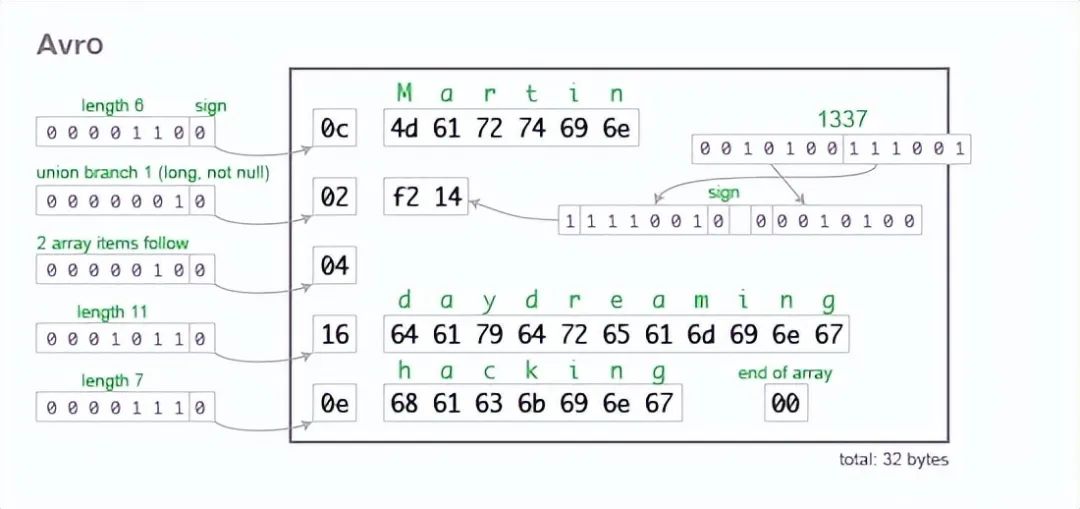 Avro
length 6 sign
0 0 0 0 1 1 0 0
0c
M a r t i n
4d 61 72 74 69 6e
1337
0 0 1 0 1 0 0 1 1 1 0 0 1
union branch 1 (long, not null)
0 0 0 0 0 0 1 0
02
f2 14
sign
1 1 1 1 0 0 1 0 0 0 0 1 0 1 0 0
2 array items follow
0 0 0 0 0 1 0 0
04
length 11
0 0 0 1 0 1 1 0
16
d a y d r e a m i n g
64 61 79 64 72 65 61 6d 69 6e 67
length 7
0 0 0 0 1 1 1 0
0e
h a c k i n g
68 61 63 6b 69 6e 67
end of array
00
total: 32 bytes